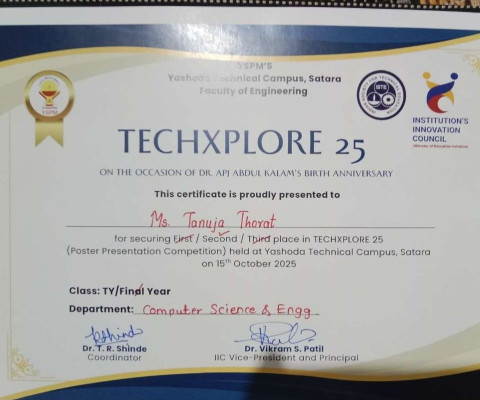 YSPM'S
Yashoda Technical Campus, Satara
Faculty of Engineering
YSPM
ISTE
INSTITUTION'S
INNOVATION
COUNCIL
TECHXPLORE 25
ON THE OCCASION OF DR. APJ ABDUL KALAM'S BIRTH ANNIVERSARY
This certificate is proudly presented to
Ms. Tanuja Thorat
for securing First / Second / Third place in TECHXPLORE 25
(Poster Presentation Competition) held at Yashoda Technical Campus, Satara
on 15th October 2025
Class: TY/Final Year
Department: Computer Science & Engg
Dr. T. R. Shinde
Coordinator
Dr. Vikram S. Patil
IIC Vice-President and Principal